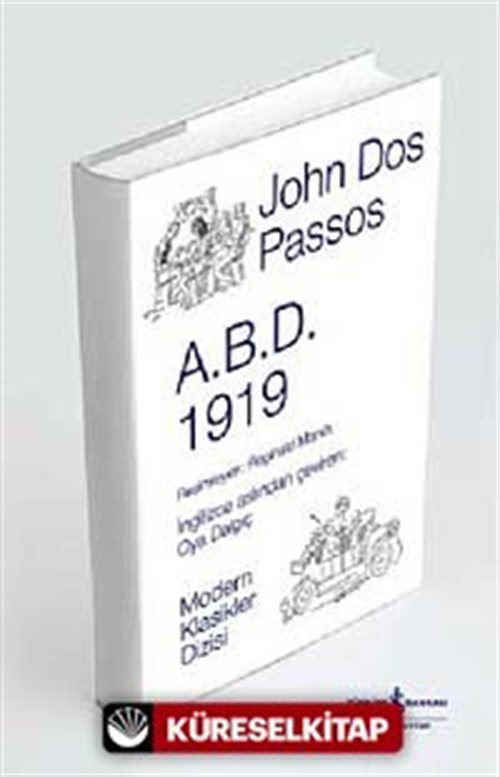 John Dos
Passos
A.B.D.
1919
Resimleyen: Reginald Marsh
İngilizce aslından çeviren:
Oya Dalgıç
Modern
Klasikler
Dizisi
KÜRESELKİTAP